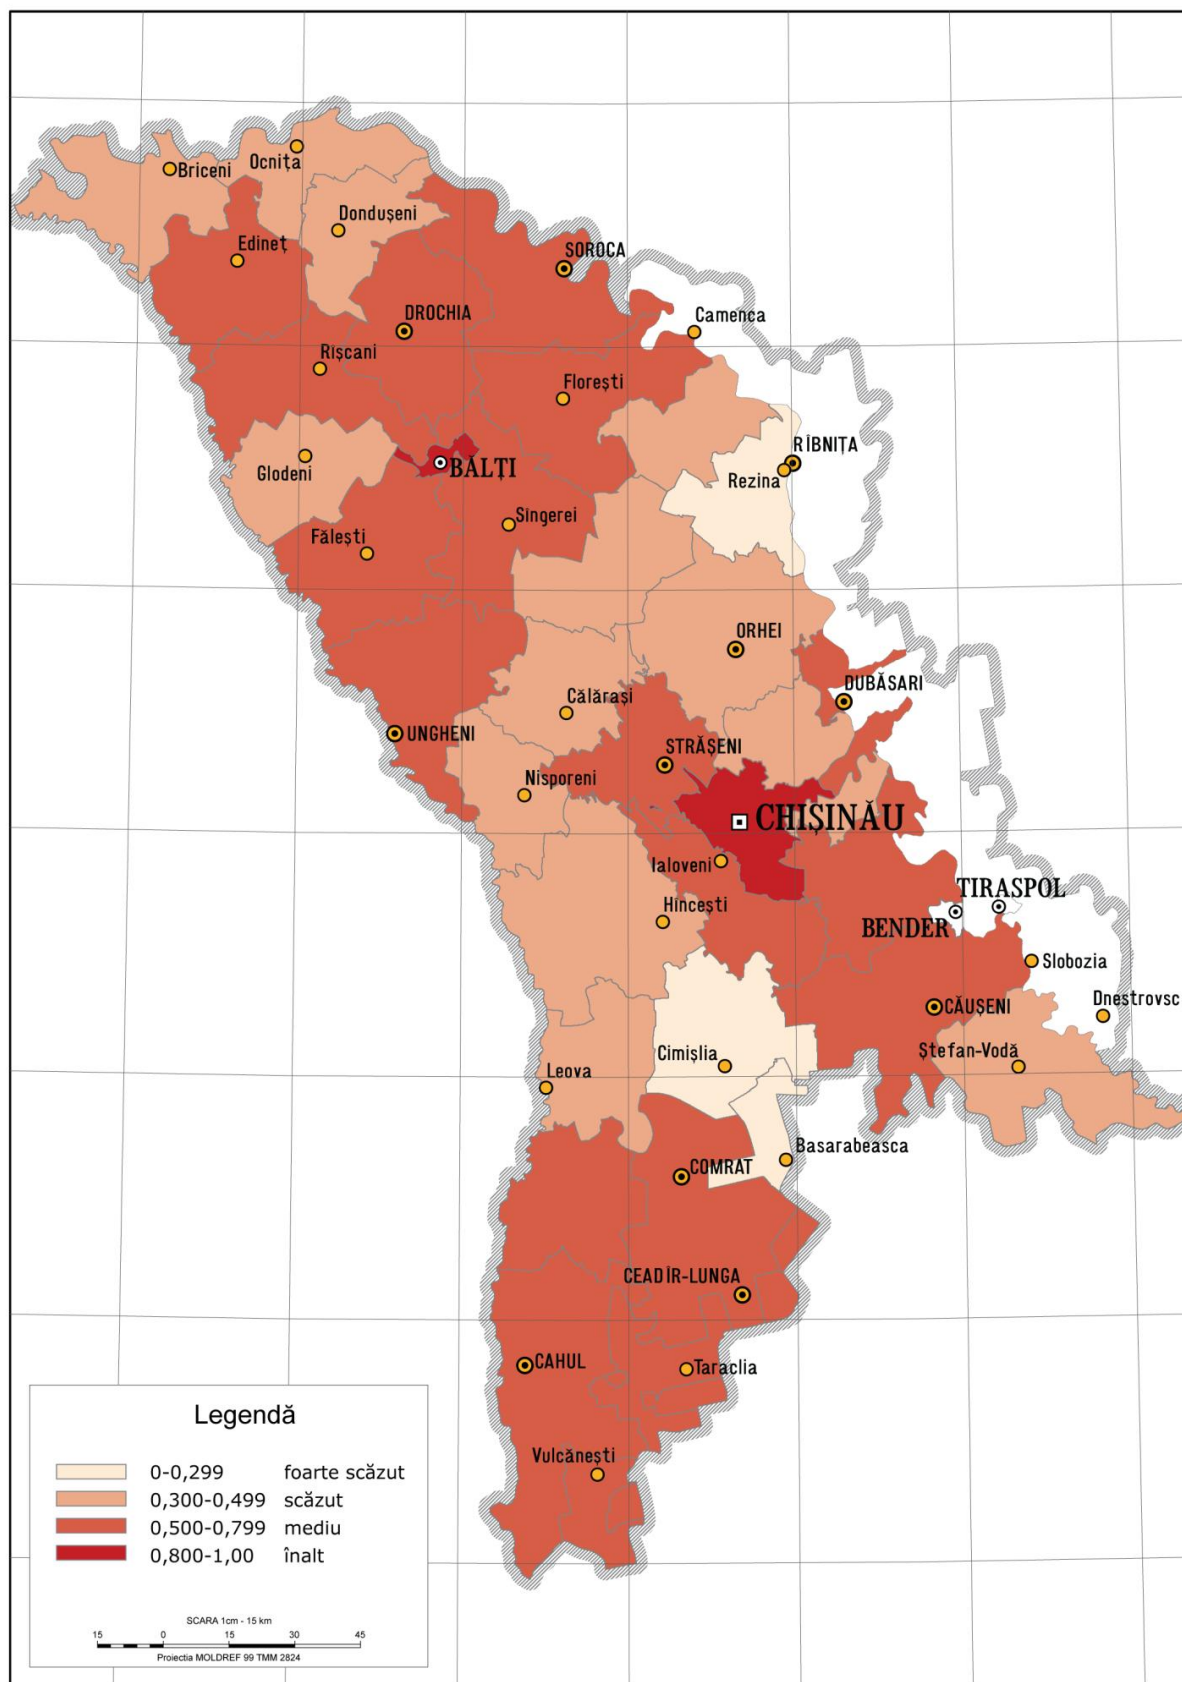 Ocnița
Briceni
Dondușeni
Edineț
SOROCA
DROCHIA
Camenca
Rîșcani
Florești
RÎBNIȚA
Glodeni
BĂLȚI
Rezina
Sîngerei
Fălești
ORHEI
DUBĂSARI
Călărași
UNGHENI
STRĂȘENI
Nisporeni
CHIȘINĂU
Ialoveni
TIRASPOL
Hîncești
BENDER
Slobozia
CĂUȘENI
Dnestrovsc
Cimișlia
Ștefan-Vodă
Leova
Basarabeasca
COMRAT
CEADÎR-LUNGA
CAHUL
Taraclia
Vulcănești
Legendă
0-0,299 foarte scăzut
0,300-0,499 scăzut
0,500-0,799 mediu
0,800-1,00 înalt
SCARA 1cm - 15 km
15 0 15 30 45
Proiectia MOLDREF 99 TMM 2824